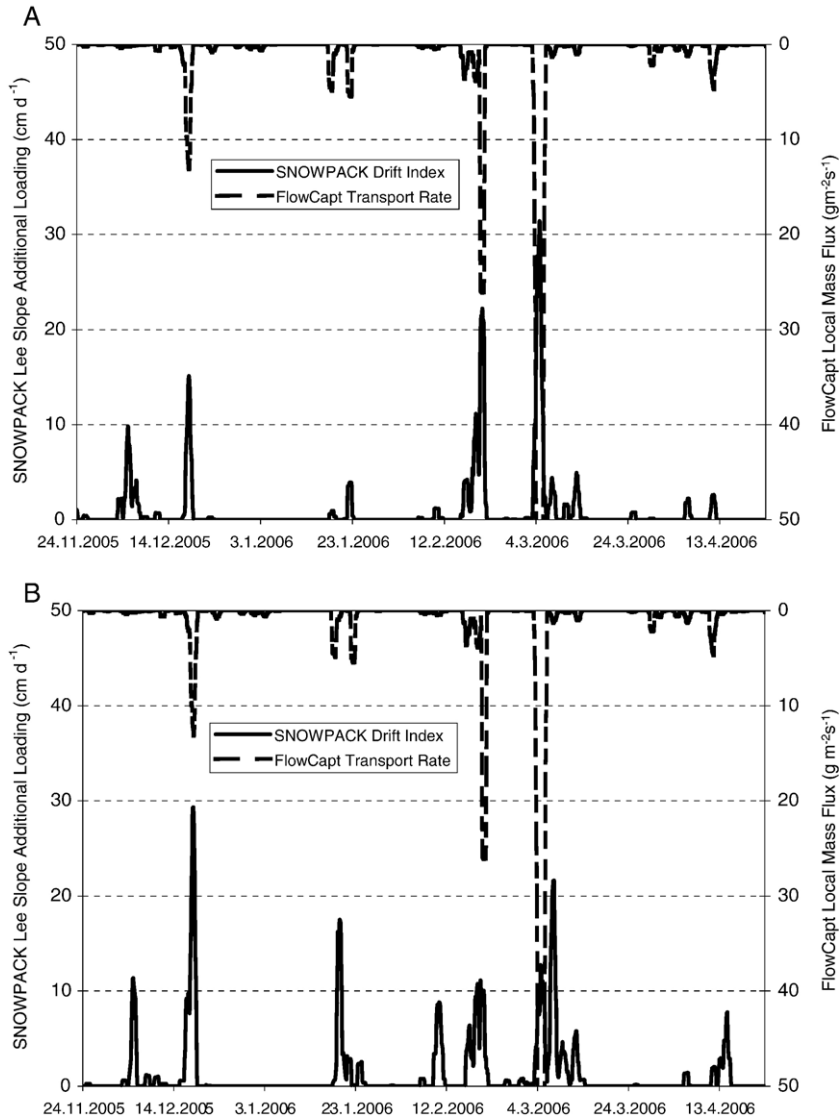 A
SNOWPACK Lee Slope Additional Loading (cm d⁻¹)
50
40
30
20
10
0
SNOWPACK Drift Index
FlowCapt Transport Rate
0
10
20
30
40
50
FlowCapt Local Mass Flux (gm⁻²s⁻¹)
24.11.2005 14.12.2005 3.1.2006 23.1.2006 12.2.2006 4.3.2006 24.3.2006 13.4.2006
B
SNOWPACK Lee Slope Additional Loading (cm d⁻¹)
50
40
30
20
10
0
SNOWPACK Drift Index
FlowCapt Transport Rate
0
10
20
30
40
50
FlowCapt Local Mass Flux (g m⁻²s⁻¹)
24.11.2005 14.12.2005 3.1.2006 23.1.2006 12.2.2006 4.3.2006 24.3.2006 13.4.2006